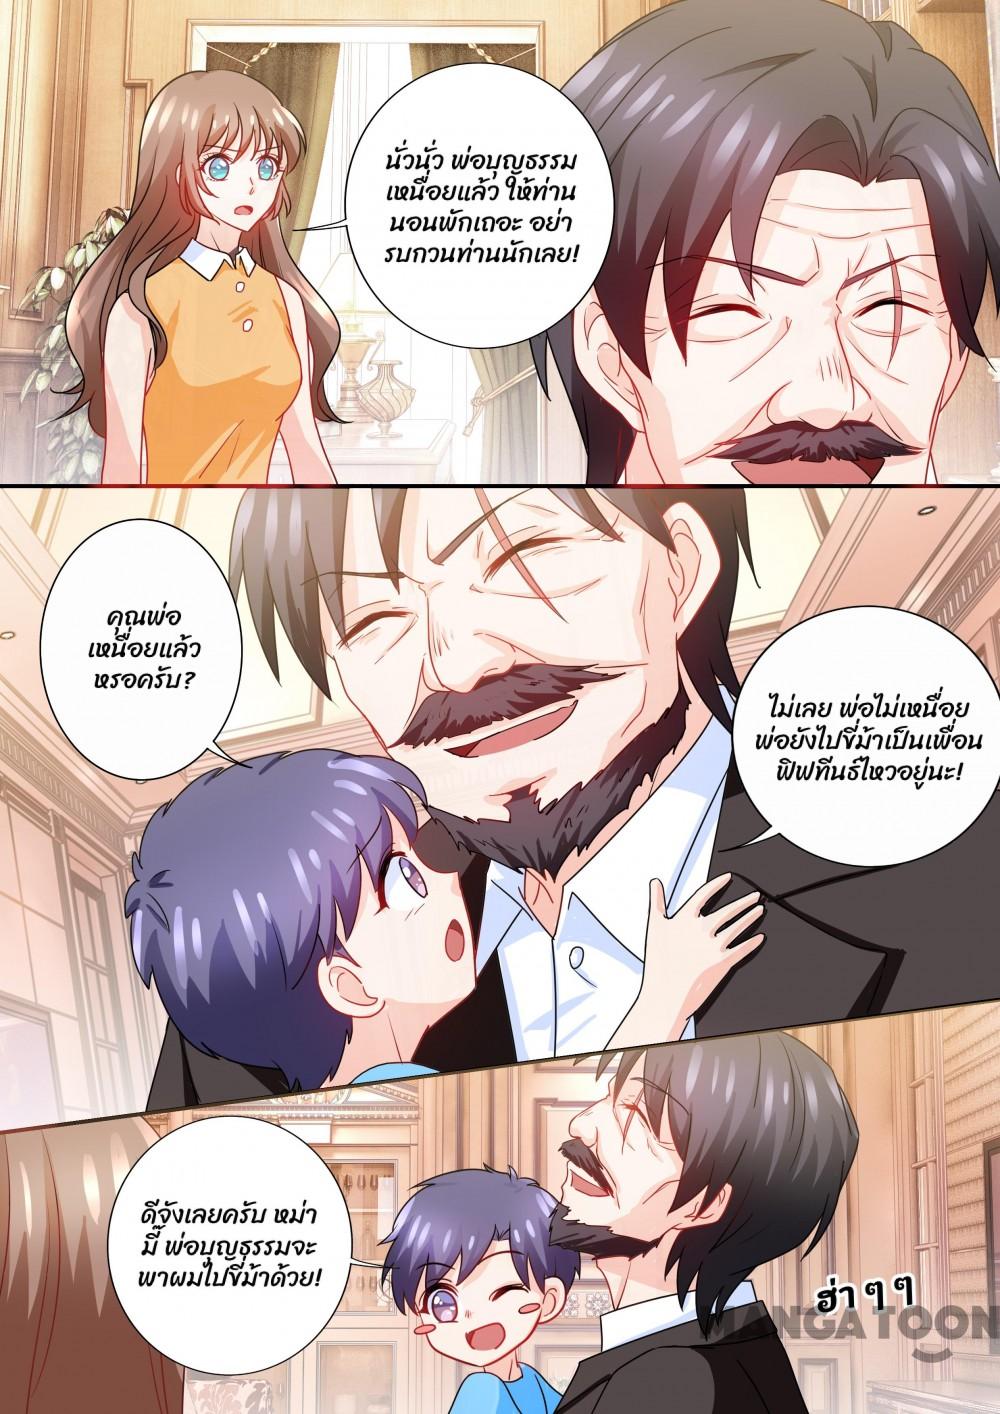 นั่วนั่ว พ่อบุญธรรม
เหนื่อยแล้ว ให้ท่าน
นอนพักเถอะ อย่า
รบกวนท่านนักเลย!
คุณพ่อ
เหนื่อยแล้ว
หรอครับ?
ไม่เลย พ่อไม่เหนื่อย
พ่อยังไปขี่ม้าเป็นเพื่อน
ฟิฟทีนธ์ไหวอยู่นะ!
ดีจังเลยครับ หม่า
มี๊ พ่อบุญธรรมจะ
พาผมไปขี่ม้าด้วย!
ฮ่า ๆ ๆ
MANGATOON